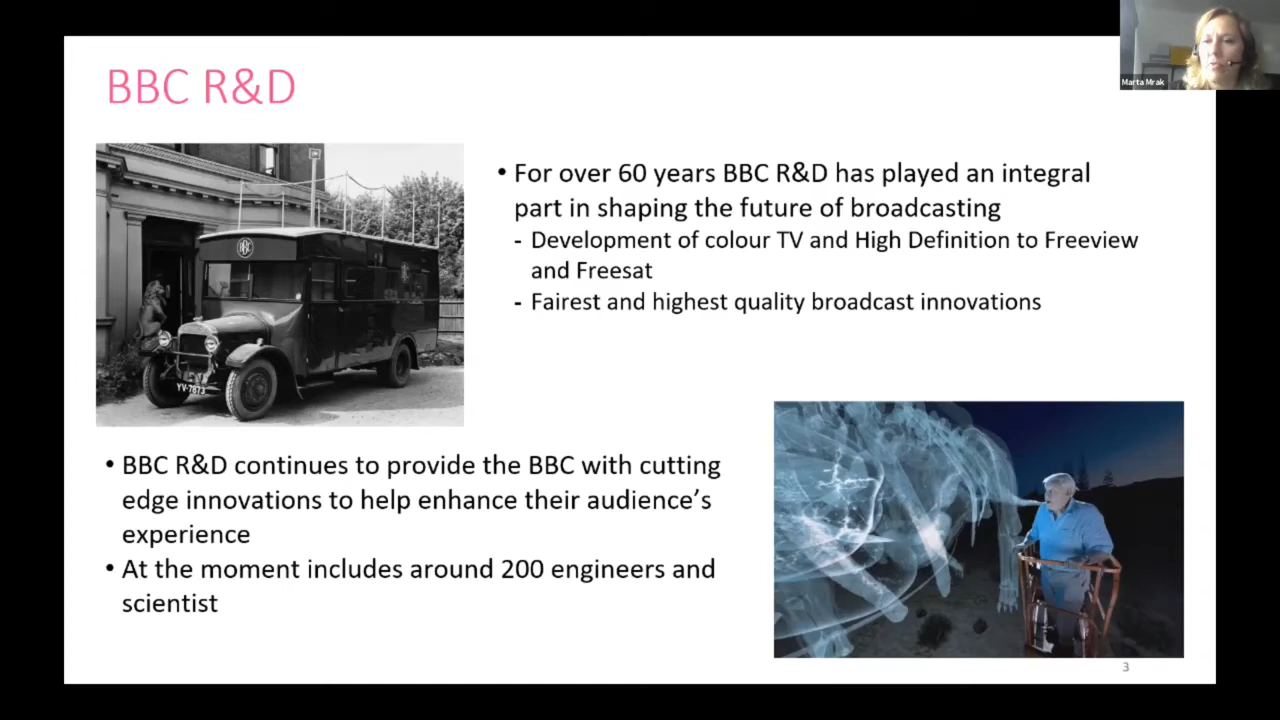 BBC R&D
Marta Mrak
BBC
YV-7873
• For over 60 years BBC R&D has played an integral
part in shaping the future of broadcasting
- Development of colour TV and High Definition to Freeview
and Freesat
- Fairest and highest quality broadcast innovations
• BBC R&D continues to provide the BBC with cutting
edge innovations to help enhance their audience’s
experience
• At the moment includes around 200 engineers and
scientist
3